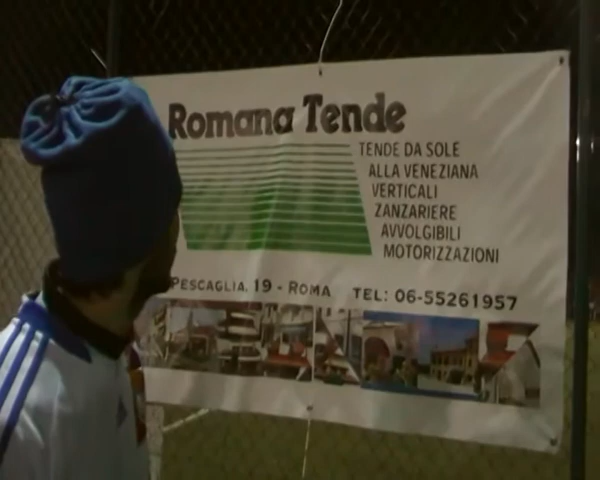 Romana Tende
TENDE DA SOLE
ALLA VENEZIANA
VERTICALI
ZANZARIERE
AVVOLGIBILI
MOTORIZZAZIONI
PESCAGLIA, 19 - ROMA TEL: 06-55261957